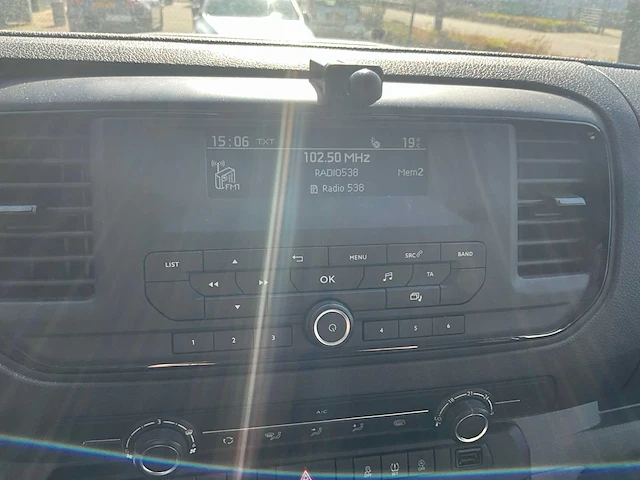 15:06 TXT 19°C
102.50 MHz
RADIO538 Mem2
FM1
Radio 538
LIST MENU SRC BAND
OK TA
1 2 3 4 5 6
A/C